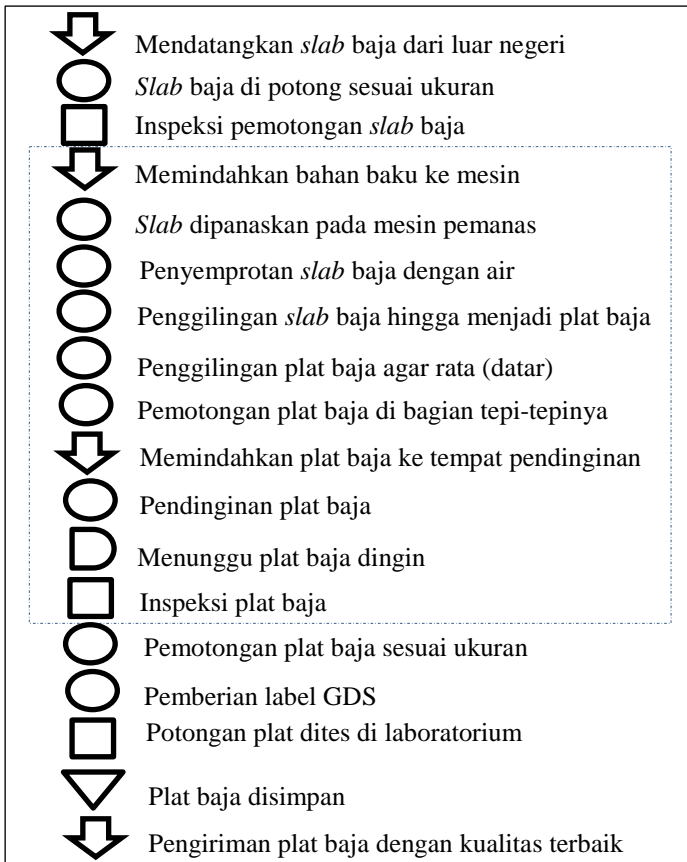 Mendatangkan slab baja dari luar negeri
Slab baja di potong sesuai ukuran
Inspeksi pemotongan slab baja
Memindahkan bahan baku ke mesin
Slab dipanaskan pada mesin pemanas
Penyemprotan slab baja dengan air
Penggilingan slab baja hingga menjadi plat baja
Penggilingan plat baja agar rata (datar)
Pemotongan plat baja di bagian tepi-tepinya
Memindahkan plat baja ke tempat pendinginan
Pendinginan plat baja
Menunggu plat baja dingin
Inspeksi plat baja
Pemotongan plat baja sesuai ukuran
Pemberian label GDS
Potongan plat dites di laboratorium
Plat baja disimpan
Pengiriman plat baja dengan kualitas terbaik